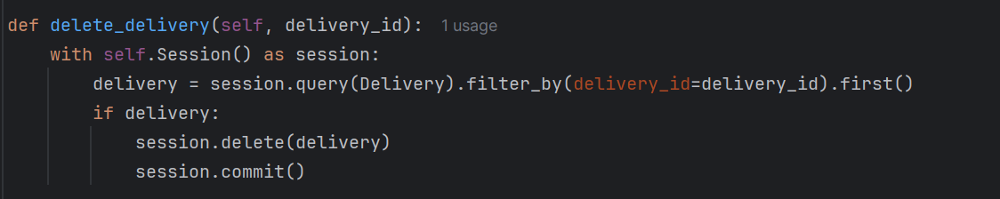 def delete_delivery(self, delivery_id): 1 usage
    with self.Session() as session:
        delivery = session.query(Delivery).filter_by(delivery_id=delivery_id).first()
        if delivery:
            session.delete(delivery)
            session.commit()